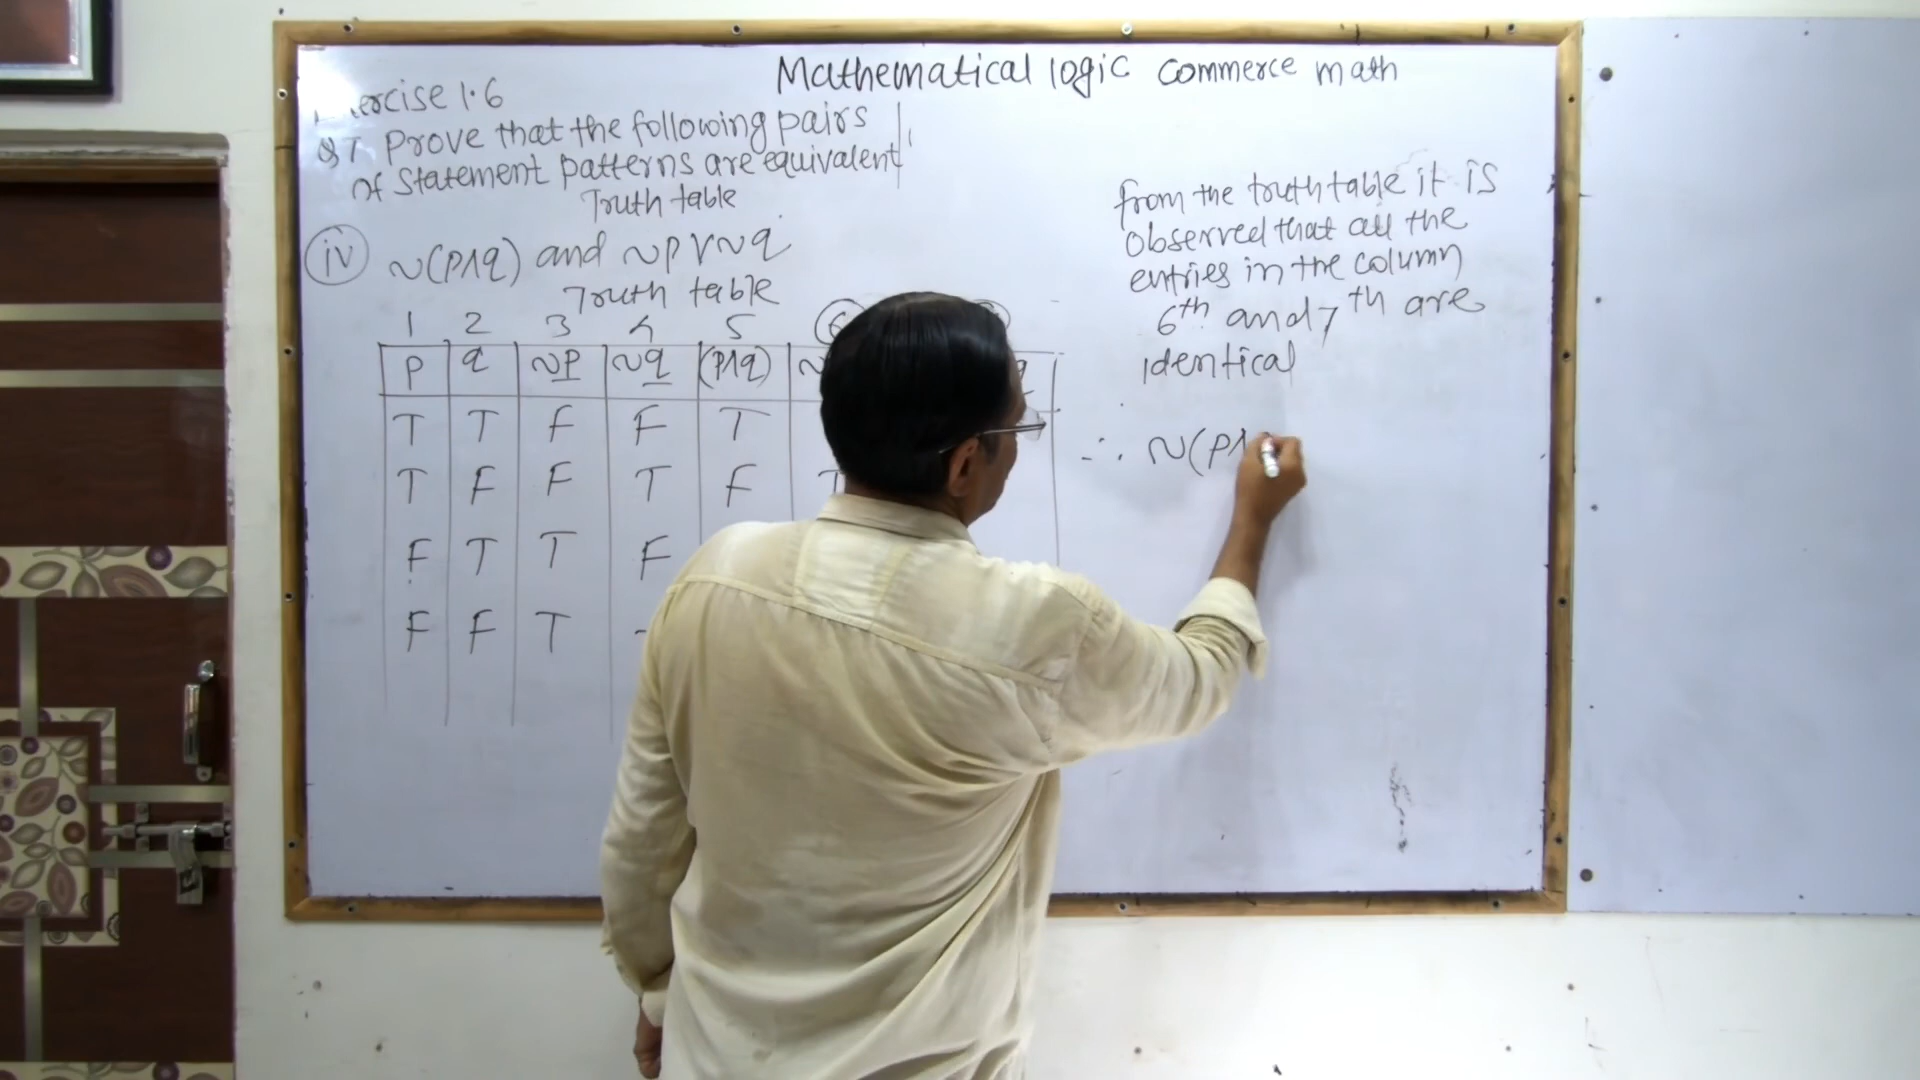 Mathematical logic commerce math
ercise 1.6
Prove that the following pairs
of statement patterns are equivalent
Truth table
iv ~(p∧q) and ~p∨~q
Truth table
1 2 3 4 5 6
p q ~p ~q (p∧q) ~ q
T T F F T
T F F T F T
F T T F
F F T
from the truth table it is
observed that all the
entries in the column
6th and 7th are
identical
∴ ~(p∧